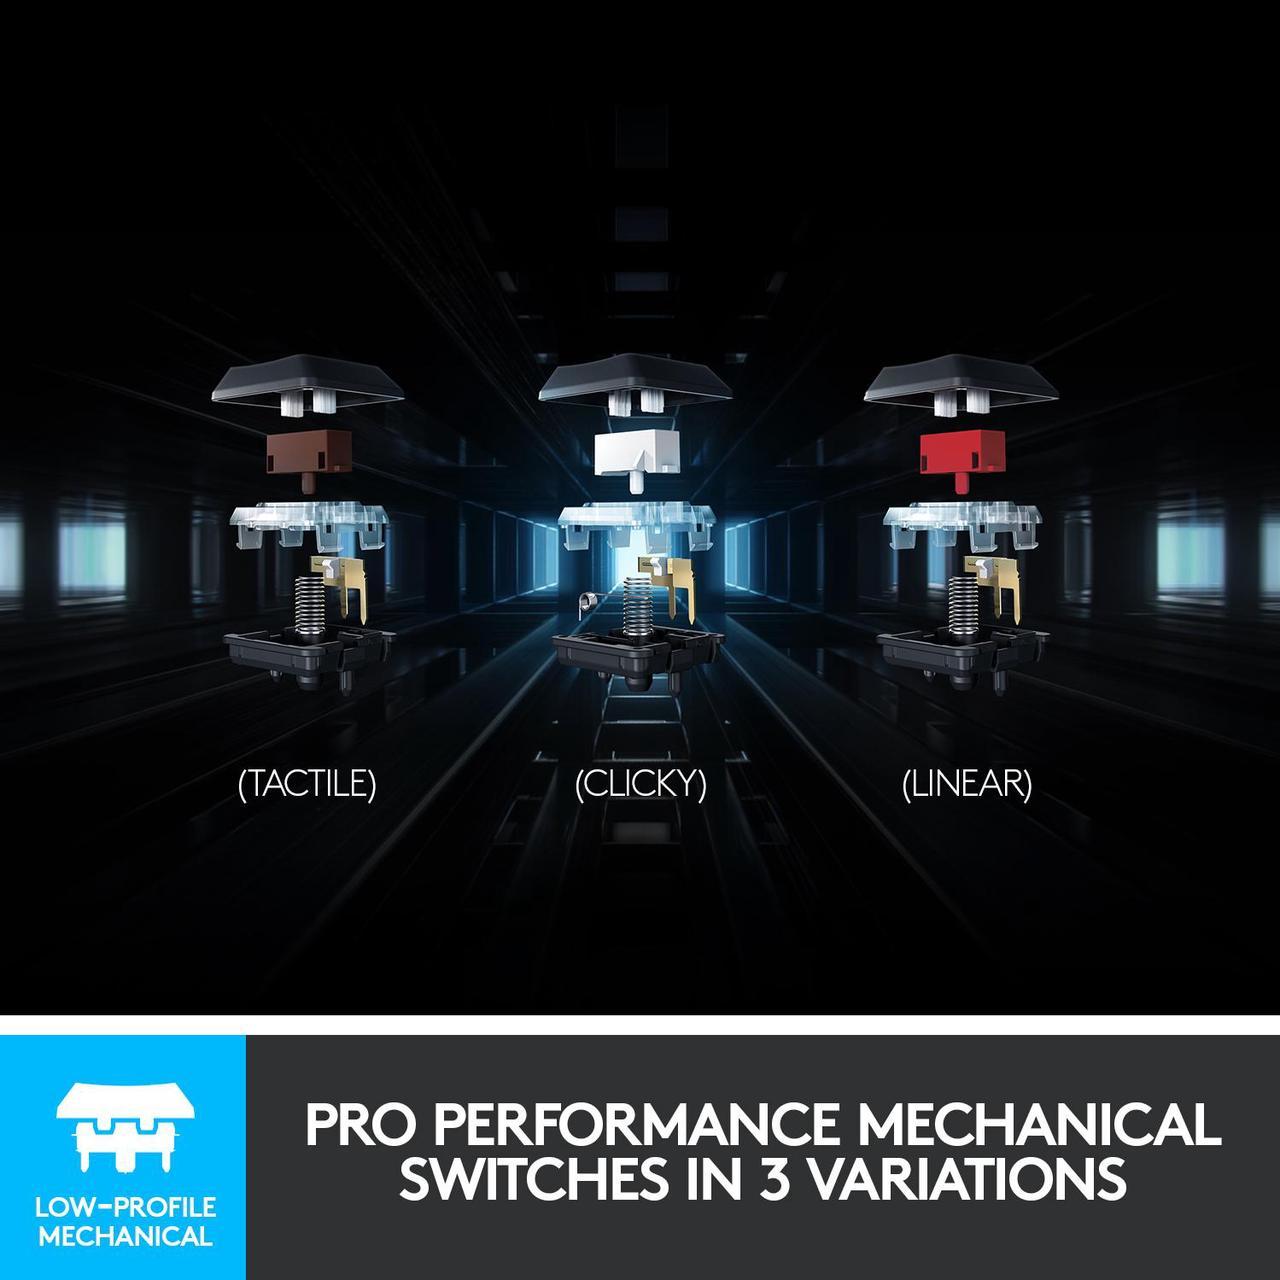 (TACTILE)
(CLICKY)
(LINEAR)
LOW-PROFILE
MECHANICAL
PRO PERFORMANCE MECHANICAL
SWITCHES IN 3 VARIATIONS